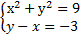 x² + y² = 9
y − x = −3